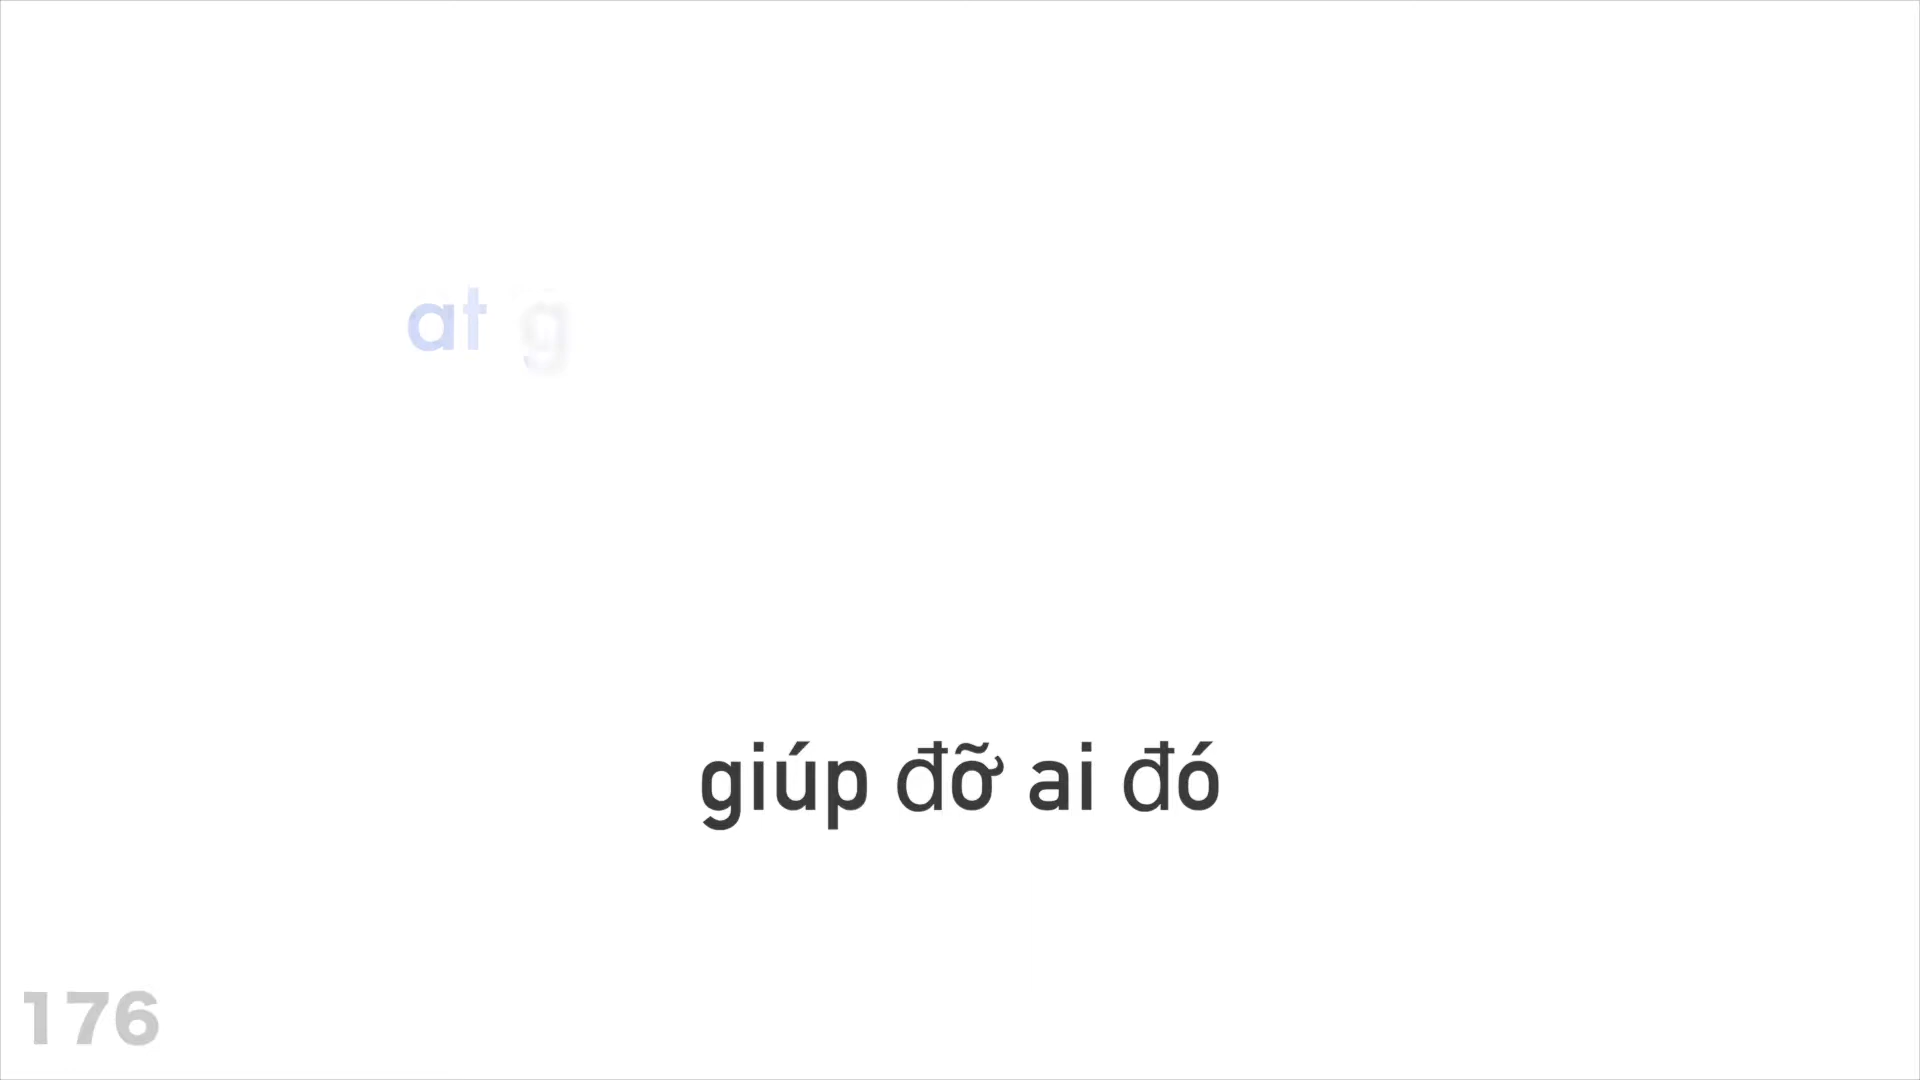 at g
giúp đỡ ai đó
176